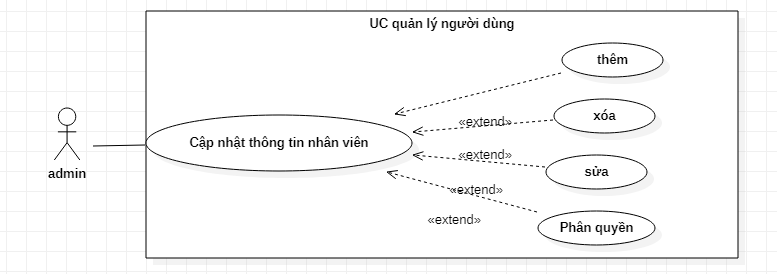 UC quản lý người dùng
thêm
«extend»
xóa
Cập nhật thông tin nhân viên
«extend»
sửa
admin
«extend»
«extend»
Phân quyền